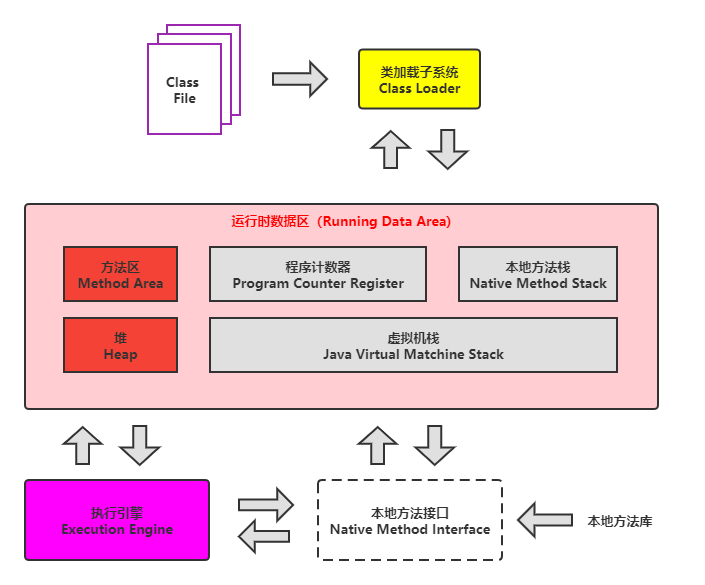 Class
File
类加载子系统
Class Loader
运行时数据区（Running Data Area)
方法区
Method Area
程序计数器
Program Counter Register
本地方法栈
Native Method Stack
堆
Heap
虚拟机栈
Java Virtual Matchine Stack
执行引擎
Execution Engine
本地方法接口
Native Method Interface
本地方法库